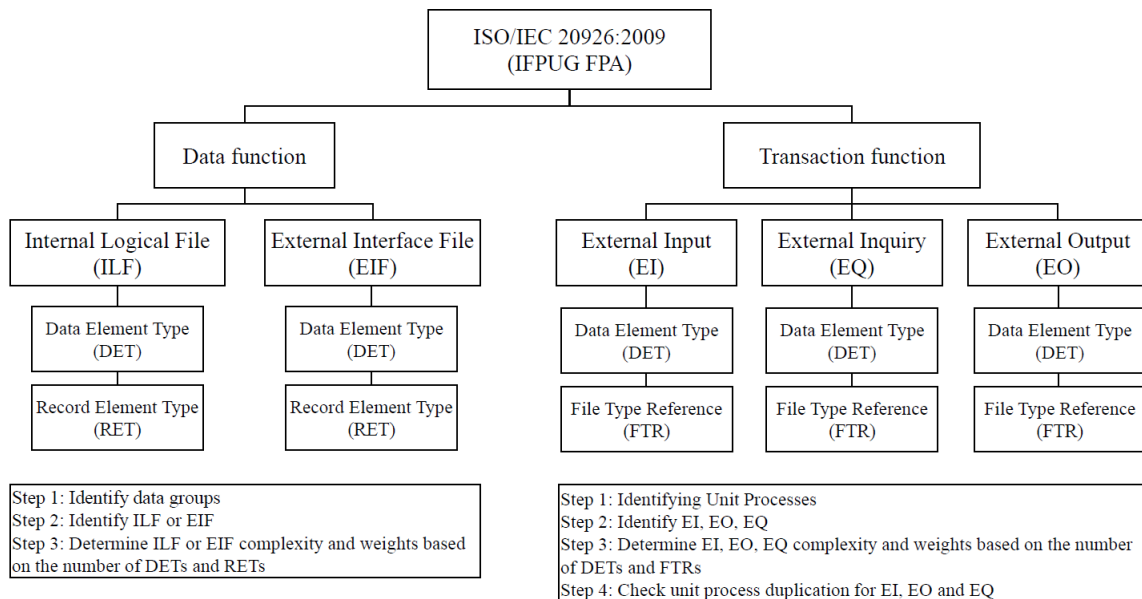 ISO/IEC 20926:2009
(IFPUG FPA)
Data function
Transaction function
Internal Logical File
(ILF)
External Interface File
(EIF)
External Input
(EI)
External Inquiry
(EQ)
External Output
(EO)
Data Element Type
(DET)
Data Element Type
(DET)
Data Element Type
(DET)
Data Element Type
(DET)
Data Element Type
(DET)
Record Element Type
(RET)
Record Element Type
(RET)
File Type Reference
(FTR)
File Type Reference
(FTR)
File Type Reference
(FTR)
Step 1: Identify data groups
Step 2: Identify ILF or EIF
Step 3: Determine ILF or EIF complexity and weights based
on the number of DETs and RETs
Step 1: Identifying Unit Processes
Step 2: Identify EI, EO, EQ
Step 3: Determine EI, EO, EQ complexity and weights based on the number
of DETs and FTRs
Step 4: Check unit process duplication for EI, EO and EQ